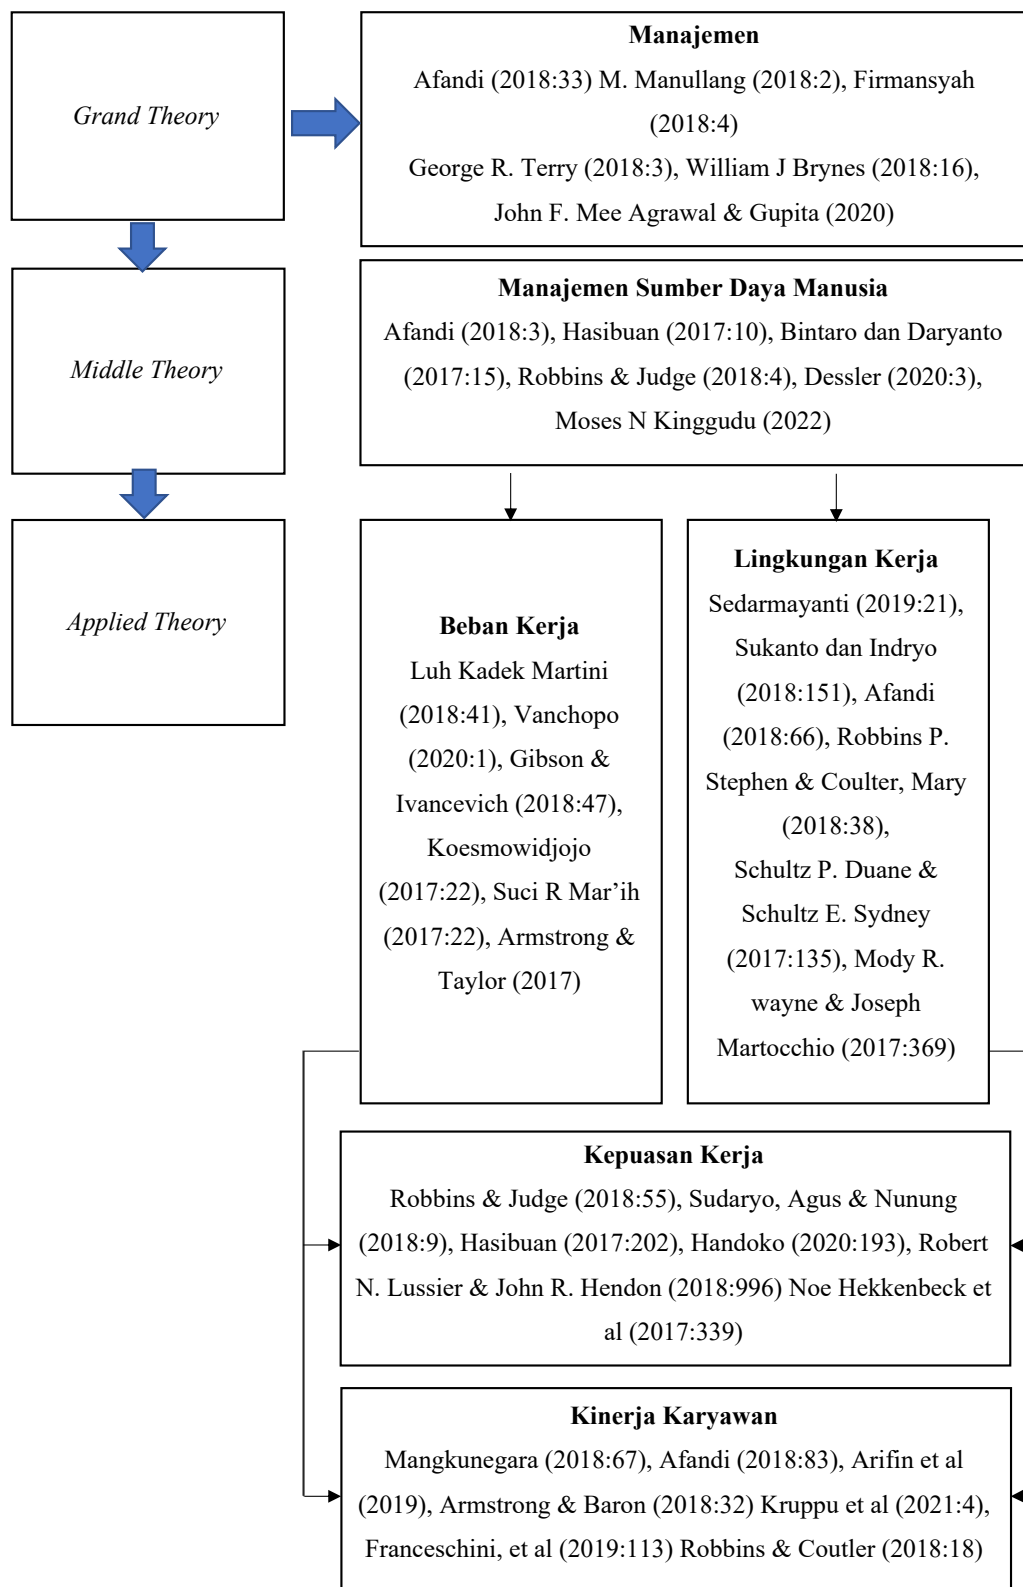 Grand Theory
Manajemen
Afandi (2018:33) M. Manullang (2018:2), Firmansyah
(2018:4)
George R. Terry (2018:3), William J Brynes (2018:16),
John F. Mee Agrawal & Gupita (2020)
Middle Theory
Manajemen Sumber Daya Manusia
Afandi (2018:3), Hasibuan (2017:10), Bintaro dan Daryanto
(2017:15), Robbins & Judge (2018:4), Dessler (2020:3),
Moses N Kinggudu (2022)
Applied Theory
Beban Kerja
Luh Kadek Martini
(2018:41), Vanchopo
(2020:1), Gibson &
Ivancevich (2018:47),
Koesmowidjojo
(2017:22), Suci R Mar’ih
(2017:22), Armstrong &
Taylor (2017)
Lingkungan Kerja
Sedarmayanti (2019:21),
Sukanto dan Indryo
(2018:151), Afandi
(2018:66), Robbins P.
Stephen & Coulter, Mary
(2018:38),
Schultz P. Duane &
Schultz E. Sydney
(2017:135), Mody R.
wayne & Joseph
Martocchio (2017:369)
Kepuasan Kerja
Robbins & Judge (2018:55), Sudaryo, Agus & Nunung
(2018:9), Hasibuan (2017:202), Handoko (2020:193), Robert
N. Lussier & John R. Hendon (2018:996) Noe Hekkenbeck et
al (2017:339)
Kinerja Karyawan
Mangkunegara (2018:67), Afandi (2018:83), Arifin et al
(2019), Armstrong & Baron (2018:32) Kruppu et al (2021:4),
Franceschini, et al (2019:113) Robbins & Coutler (2018:18)